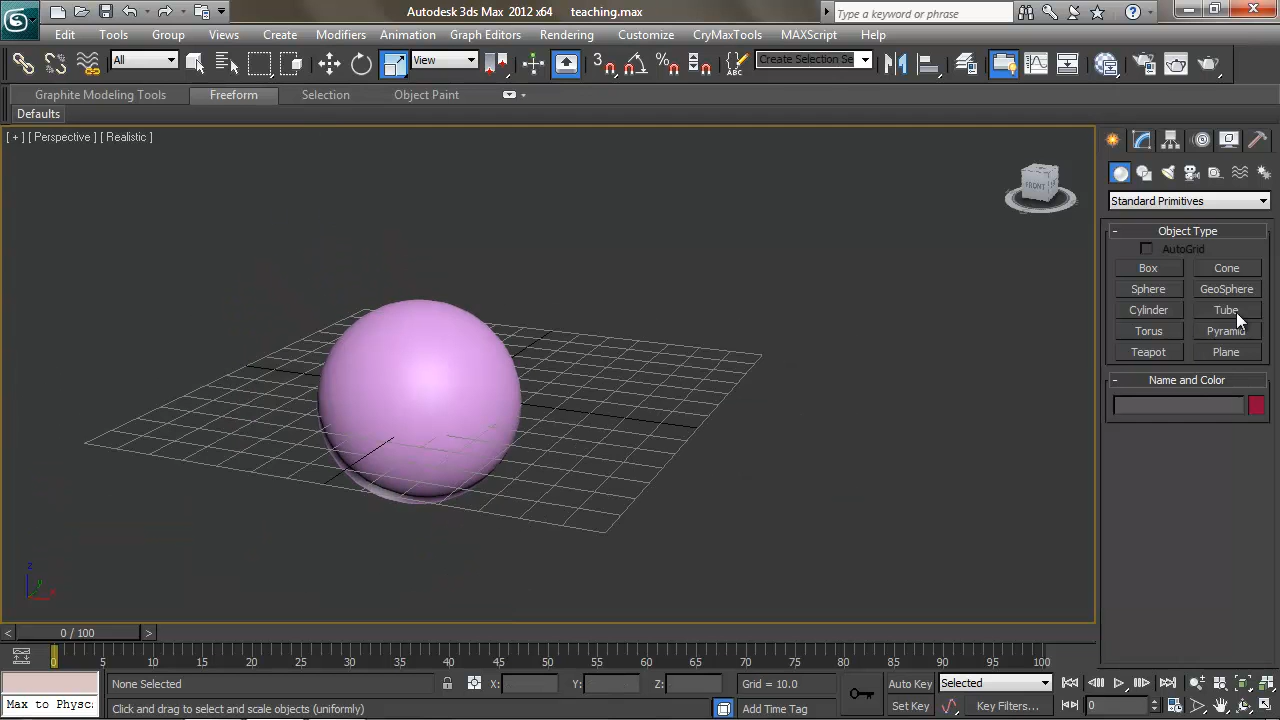 Autodesk 3ds Max 2012 x64 teaching.max
Type a keyword or phrase
Edit Tools Group Views Create Modifiers Animation Graph Editors Rendering Customize CryMaxTools MAXScript Help
All View Create Selection Se
Graphite Modeling Tools Freeform Selection Object Paint
Defaults
[ + ] [ Perspective ] [ Realistic ]
FRONT
Standard Primitives
- Object Type
AutoGrid
Box Cone
Sphere GeoSphere
Cylinder Tube
Torus Pyramid
Teapot Plane
- Name and Color
z
y
x
< 0 / 100 >
0 5 10 15 20 25 30 35 40 45 50 55 60 65 70 75 80 85 90 95 100
None Selected X: Y: Z: Grid = 10.0 Auto Key Selected
Max to Physc: Click and drag to select and scale objects (uniformly) Add Time Tag Set Key Key Filters... 0